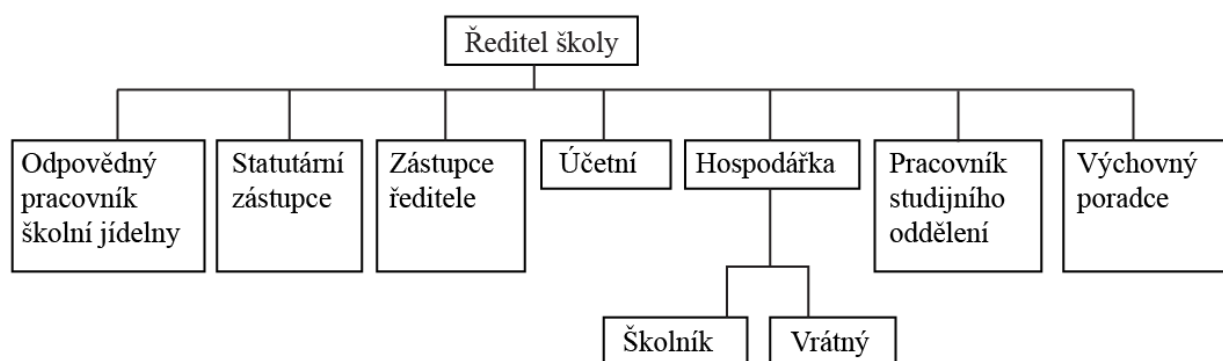 Ředitel školy
Odpovědný
pracovník
školní jídelny
Statutární
zástupce
Zástupce
ředitele
Účetní
Hospodářka
Pracovník
studijního
oddělení
Výchovný
poradce
Školník
Vrátný